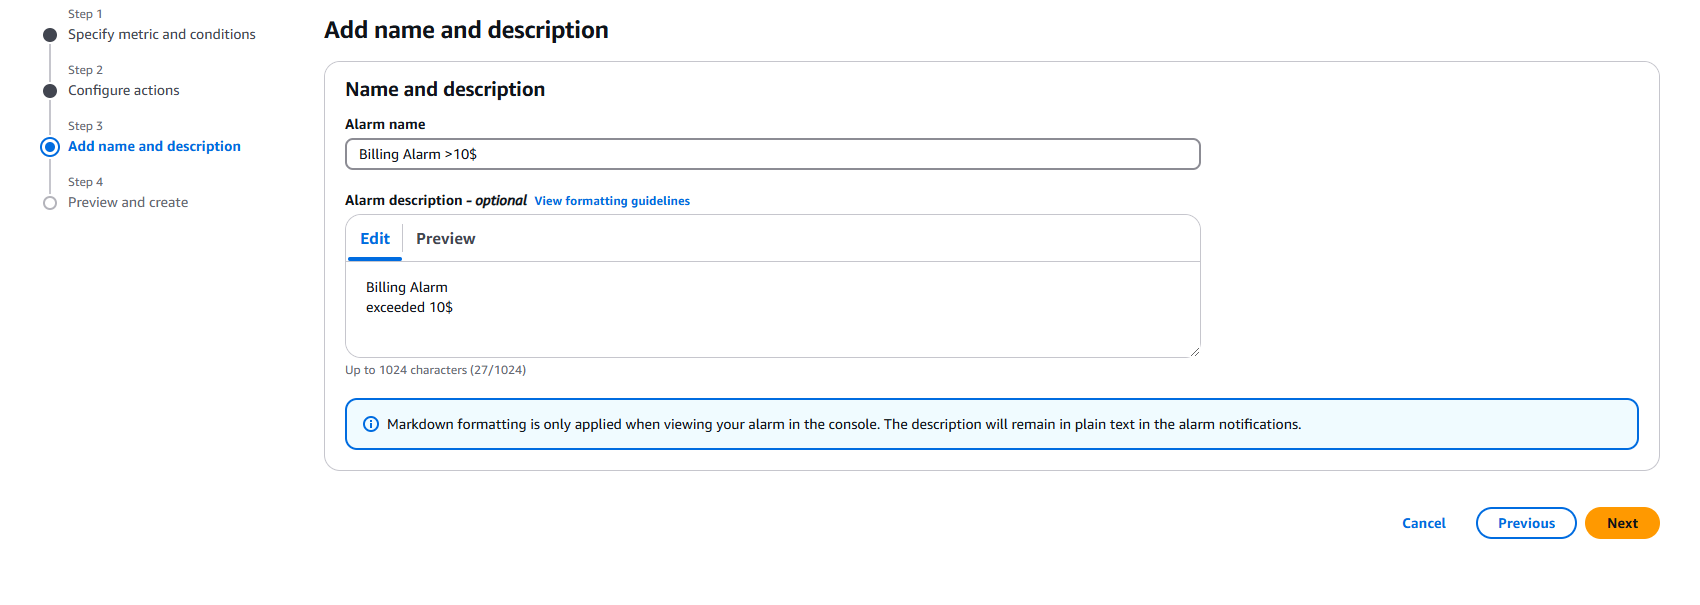 Step 1
Specify metric and conditions
Step 2
Configure actions
Step 3
Add name and description
Step 4
Preview and create
Add name and description
Name and description
Alarm name
Billing Alarm >10$
Alarm description - optional View formatting guidelines
Edit Preview
Billing Alarm
exceeded 10$
Up to 1024 characters (27/1024)
Markdown formatting is only applied when viewing your alarm in the console. The description will remain in plain text in the alarm notifications.
Cancel Previous Next